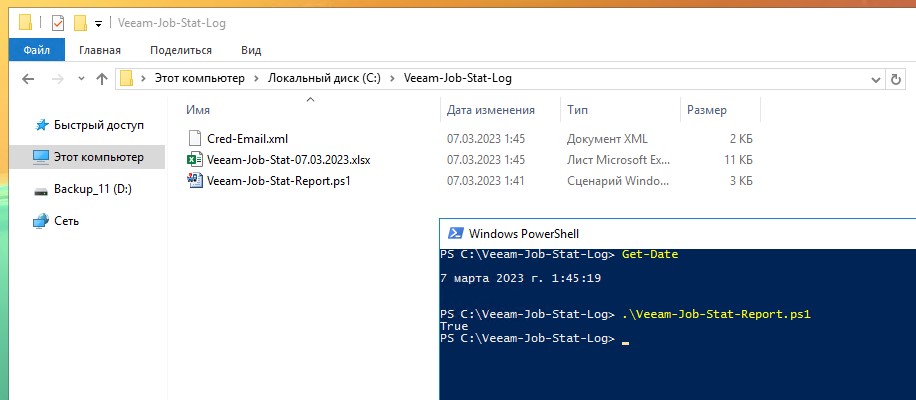 Veeam-Job-Stat-Log
Файл Главная Поделиться Вид
Этот компьютер Локальный диск (C:) Veeam-Job-Stat-Log
Имя Дата изменения Тип Размер
Быстрый доступ
Этот компьютер
Backup_11 (D:)
Сеть
Cred-Email.xml 07.03.2023 1:45 Документ XML 2 КБ
Veeam-Job-Stat-07.03.2023.xlsx 07.03.2023 1:45 Лист Microsoft Ex... 11 КБ
Veeam-Job-Stat-Report.ps1 07.03.2023 1:41 Сценарий Windo... 3 КБ
Windows PowerShell
PS C:\Veeam-Job-Stat-Log> Get-Date
7 марта 2023 г. 1:45:19
PS C:\Veeam-Job-Stat-Log> .\Veeam-Job-Stat-Report.ps1
True
PS C:\Veeam-Job-Stat-Log>